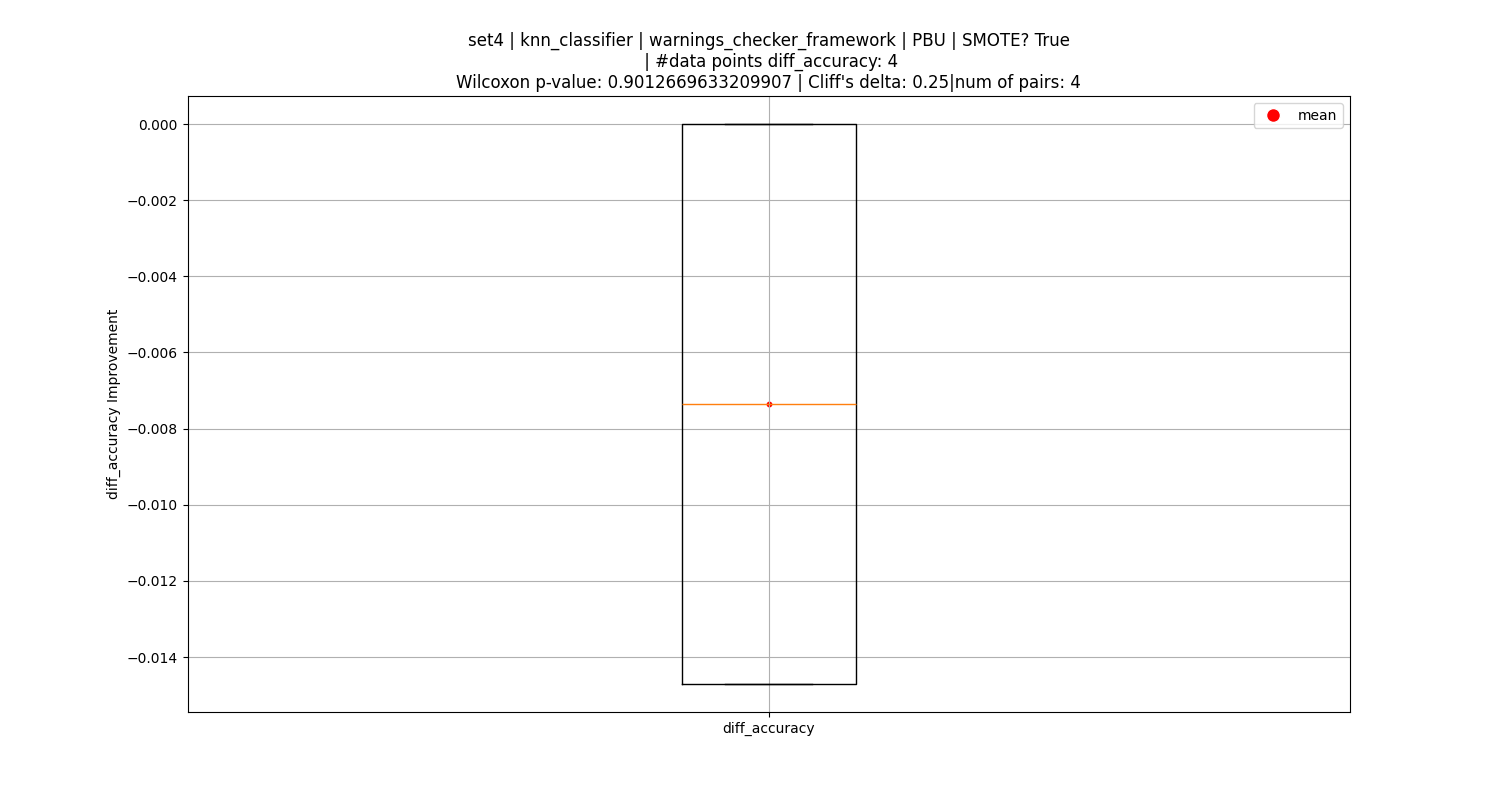 set4 | knn_classifier | warnings_checker_framework | PBU | SMOTE? True
| #data points diff_accuracy: 4
Wilcoxon p-value: 0.9012669633209907 | Cliff's delta: 0.25|num of pairs: 4
mean
0.000
−0.002
−0.004
−0.006
−0.008
−0.010
−0.012
−0.014
diff_accuracy Improvement
diff_accuracy